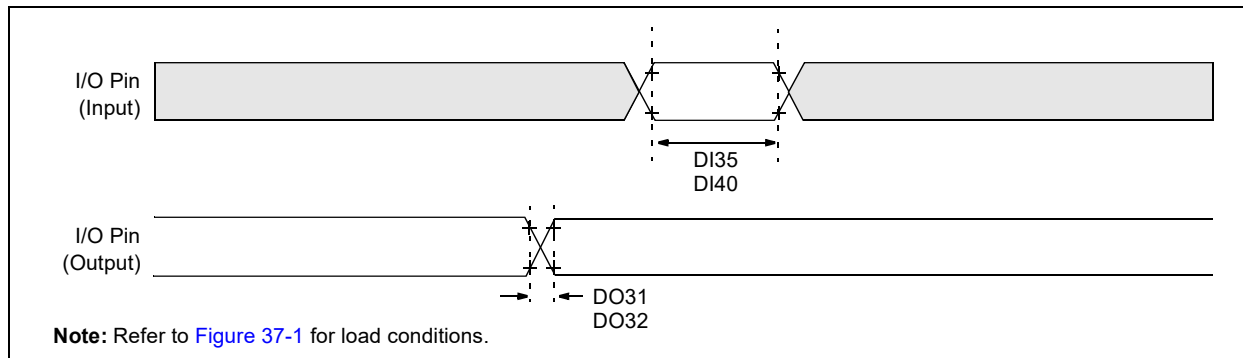 I/O Pin
(Input)
DI35
DI40
I/O Pin
(Output)
DO31
DO32
Note: Refer to Figure 37-1 for load conditions.